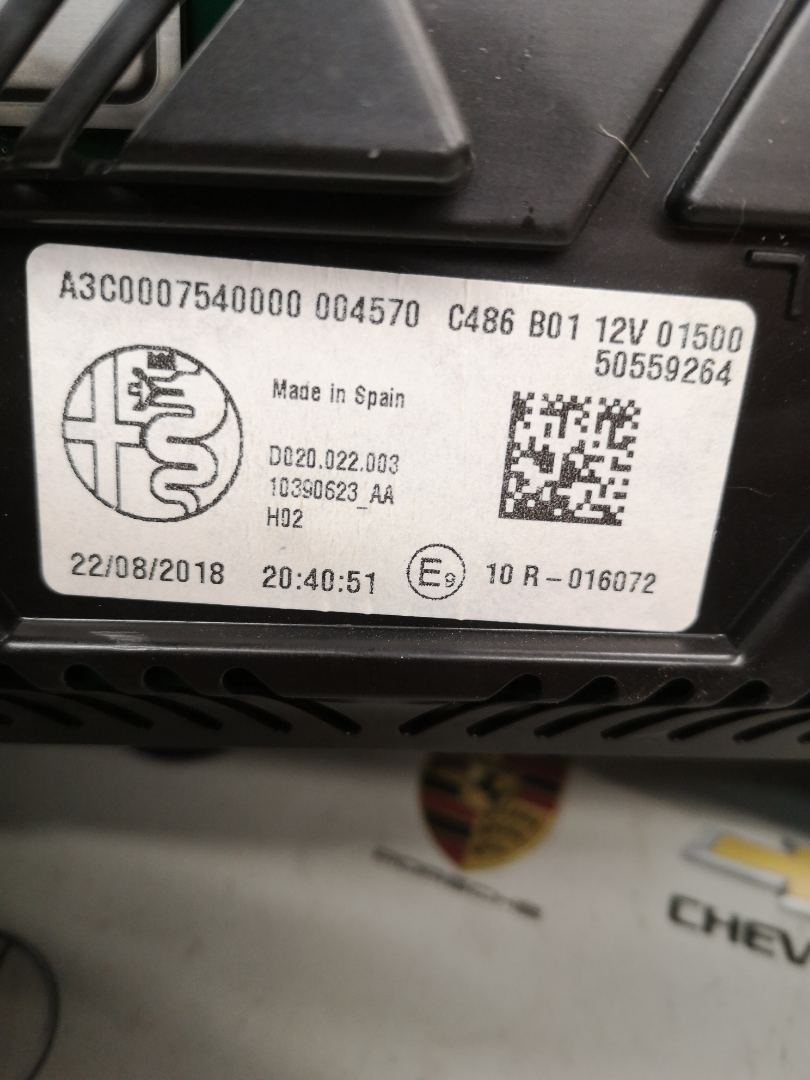 A3C0007540000 004570 C486 B01 12V 01500
50559264
Made in Spain
D020.022.003
10390623_AA
H02
22/08/2018 20:40:51 E9 10 R-016072
PORSCHE
CHEV